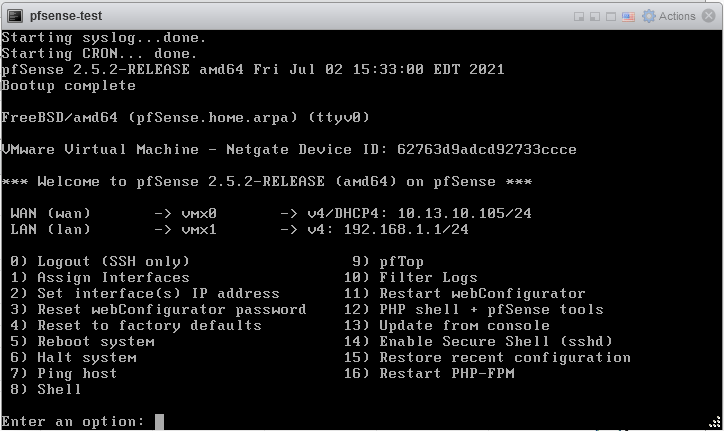 pfsense-test
Actions
Starting syslog...done.
Starting CRON... done.
pfSense 2.5.2-RELEASE amd64 Fri Jul 02 15:33:00 EDT 2021
Bootup complete
FreeBSD/amd64 (pfSense.home.arpa) (ttyv0)
VMware Virtual Machine - Netgate Device ID: 62763d9adcd92733ccce
*** Welcome to pfSense 2.5.2-RELEASE (amd64) on pfSense ***
WAN (wan) -> vmx0 -> v4/DHCP4: 10.13.10.105/24
LAN (lan) -> vmx1 -> v4: 192.168.1.1/24
0) Logout (SSH only) 9) pfTop
1) Assign Interfaces 10) Filter Logs
2) Set interface(s) IP address 11) Restart webConfigurator
3) Reset webConfigurator password 12) PHP shell + pfSense tools
4) Reset to factory defaults 13) Update from console
5) Reboot system 14) Enable Secure Shell (sshd)
6) Halt system 15) Restore recent configuration
7) Ping host 16) Restart PHP-FPM
8) Shell
Enter an option: